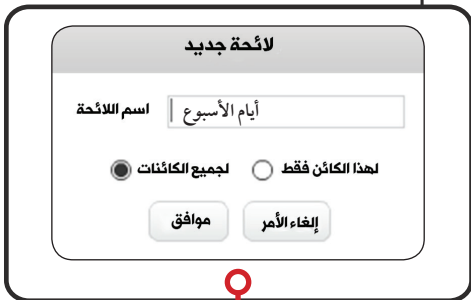 لائحة جديد
اسم اللائحة أيام الأسبوع
لهذا الكائن فقط لجميع الكائنات
إلغاء الأمر موافق